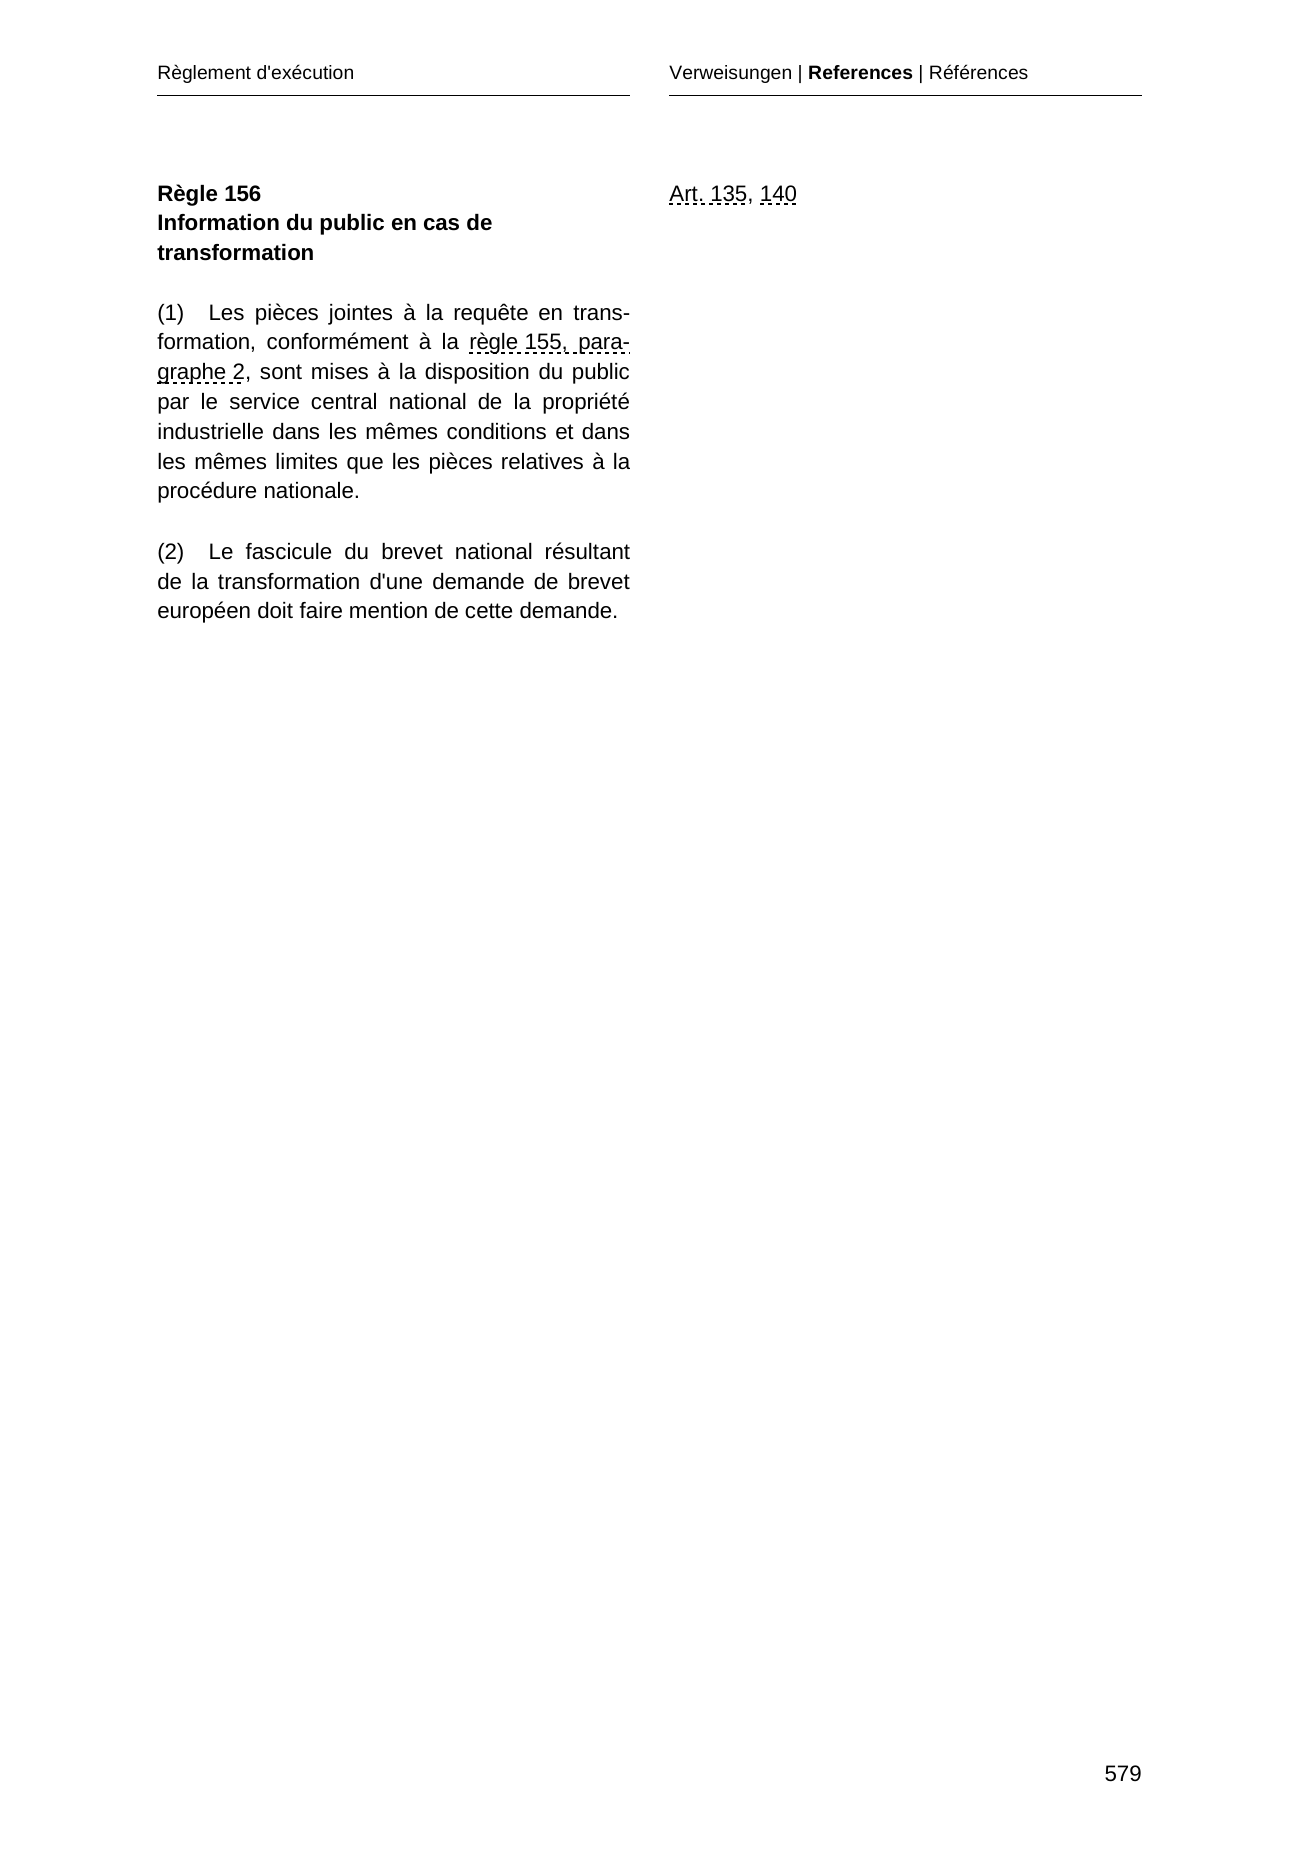 Règlement d'exécution
Verweisungen | References | Références
Règle 156
Information du public en cas de
transformation
Art. 135, 140
(1) Les pièces jointes à la requête en trans-
formation, conformément à la règle 155, para-
graphe 2, sont mises à la disposition du public
par le service central national de la propriété
industrielle dans les mêmes conditions et dans
les mêmes limites que les pièces relatives à la
procédure nationale.
(2) Le fascicule du brevet national résultant
de la transformation d'une demande de brevet
européen doit faire mention de cette demande.
579